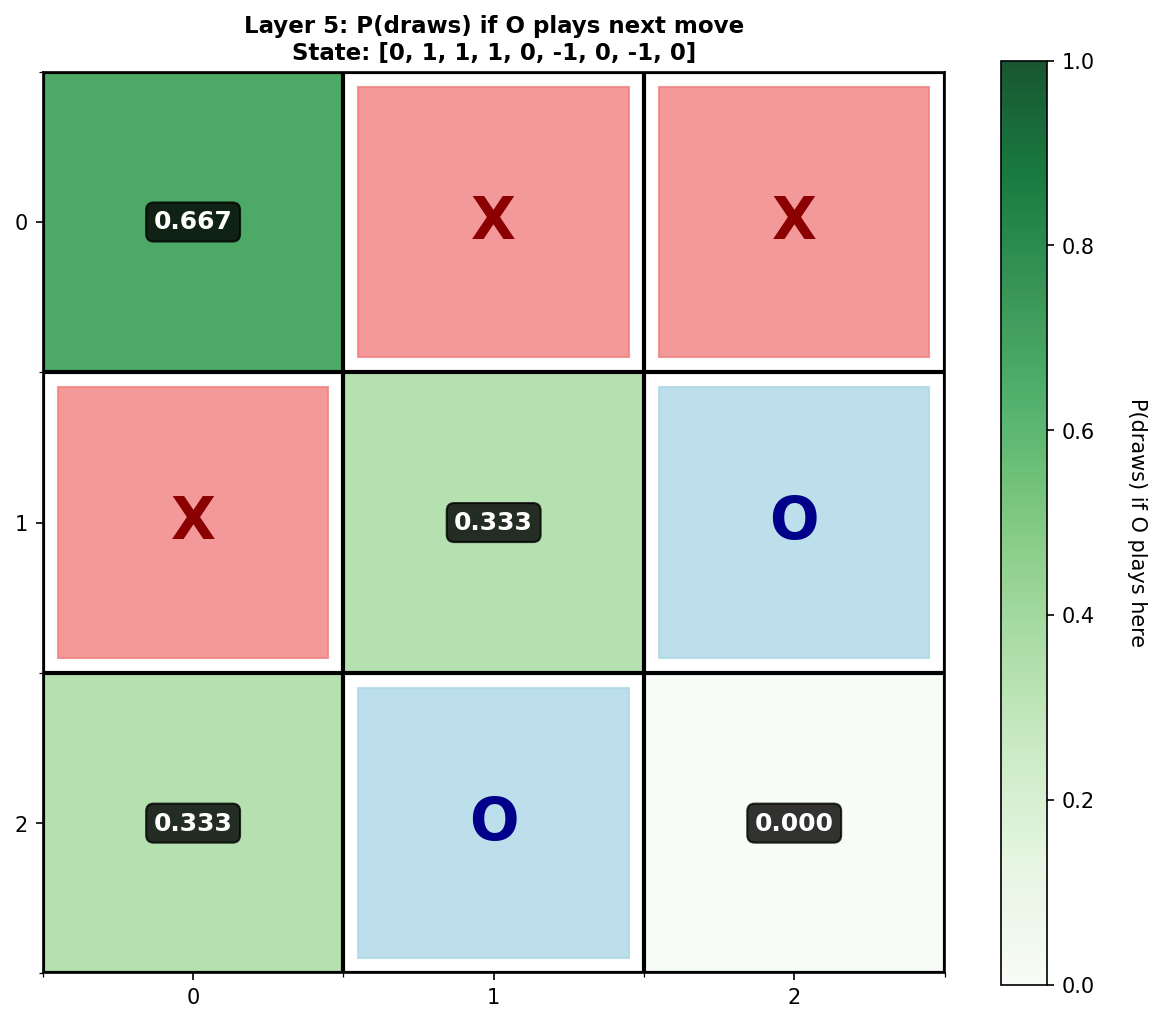 Layer 5: P(draws) if O plays next move
State: [0, 1, 1, 1, 0, -1, 0, -1, 0]
0
0.667
X
X
1
X
0.333
O
2
0.333
O
0.000
0
1
2
1.0
0.8
0.6
0.4
0.2
0.0
P(draws) if O plays here